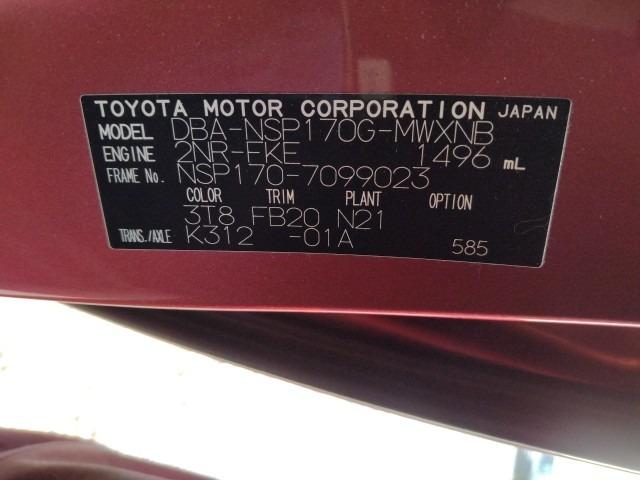 TOYOTA MOTOR CORPORATION JAPAN
MODEL DBA-NSP170G-MWXNB
ENGINE 2NR-FKE 1496 mL
FRAME No. NSP170-7099023
COLOR TRIM PLANT OPTION
3T8 FB20 N21
TRANS./AXLE K312 -01A 585